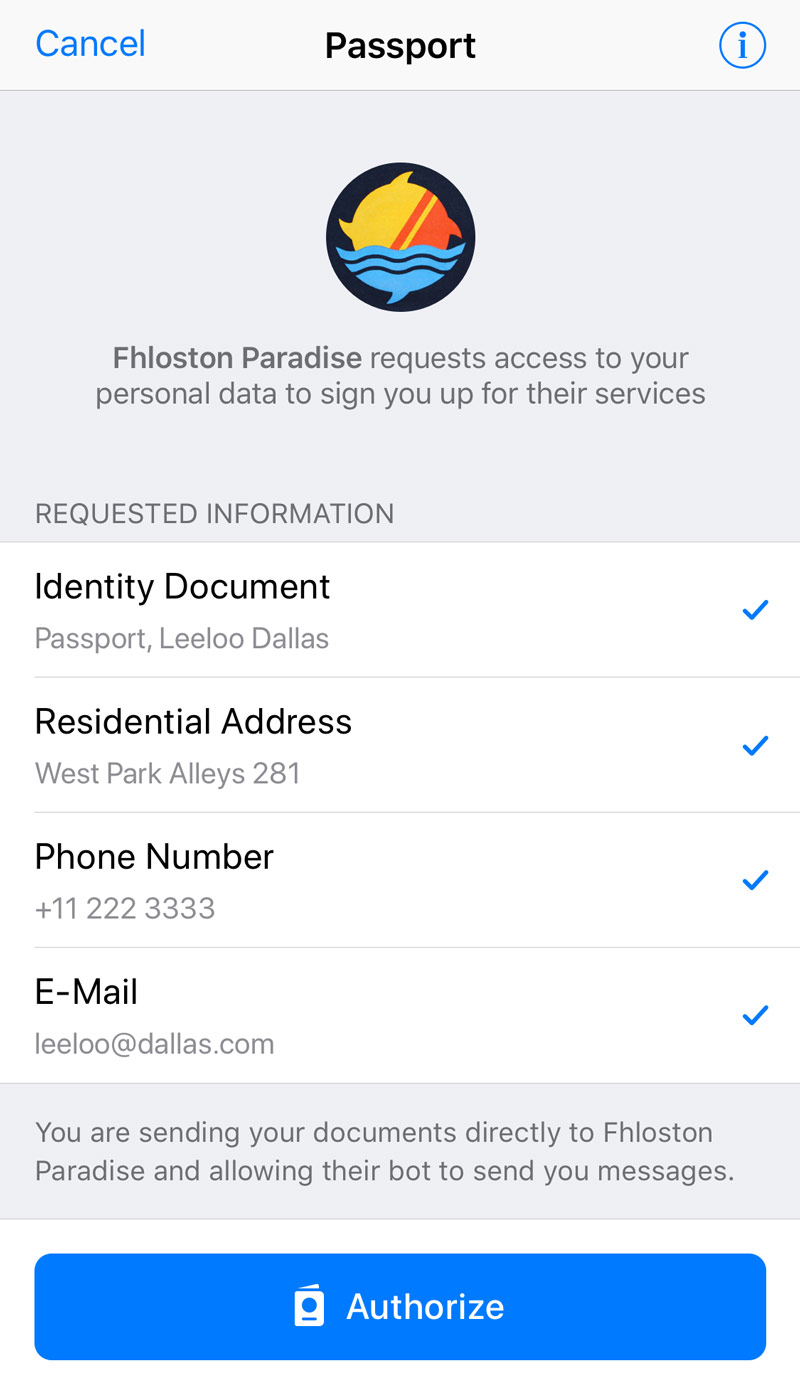 Cancel
Passport
i
Fhloston Paradise requests access to your
personal data to sign you up for their services
REQUESTED INFORMATION
Identity Document
Passport, Leeloo Dallas
Residential Address
West Park Alleys 281
Phone Number
+11 222 3333
E-Mail
leeloo@dallas.com
You are sending your documents directly to Fhloston
Paradise and allowing their bot to send you messages.
Authorize